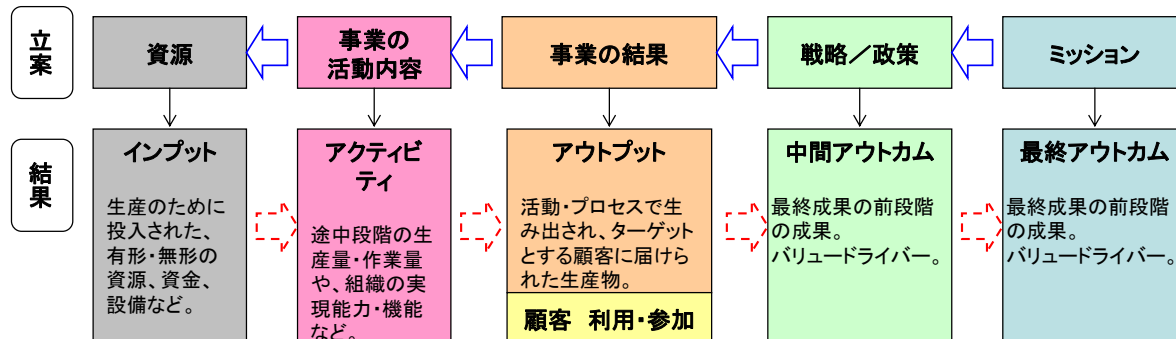 立
案
資源
事業の
活動内容
事業の結果
戦略／政策
ミッション
結
果
インプット
生産のために
投入された、
有形・無形の
資源、資金、
設備など。
アクティビ
ティ
途中段階の生
産量・作業量
や、組織の実
現能力・機能
など。
アウトプット
活動・プロセスで生
み出され、ターゲット
とする顧客に届けら
れた生産物。
顧客 利用・参加
中間アウトカム
最終成果の前段階
の成果。
バリュードライバー。
最終アウトカム
最終成果の前段階
の成果。
バリュードライバー。